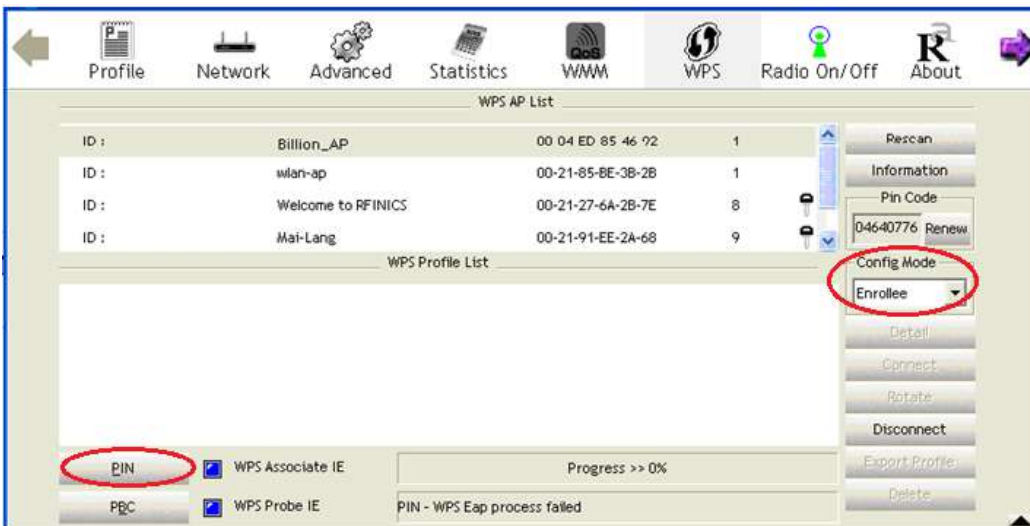 Profile Network Advanced Statistics QoS WMM WPS Radio On/Off About
WPS AP List
ID : Billion_AP 00 04 ED 85 46 92 1
ID : wlan-ap 00-21-85-BE-3B-2B 1
ID : Welcome to RFINICS 00-21-27-6A-2B-7E 8
ID : Mai-Lang 00-21-91-EE-2A-68 9
Rescan
Information
Pin Code
04640776 Renew
Config Mode
Enrollee
Detail
Connect
Rotate
Disconnect
Export Profile
Delete
WPS Profile List
PIN WPS Associate IE Progress >> 0%
PBC WPS Probe IE PIN - WPS Eap process failed